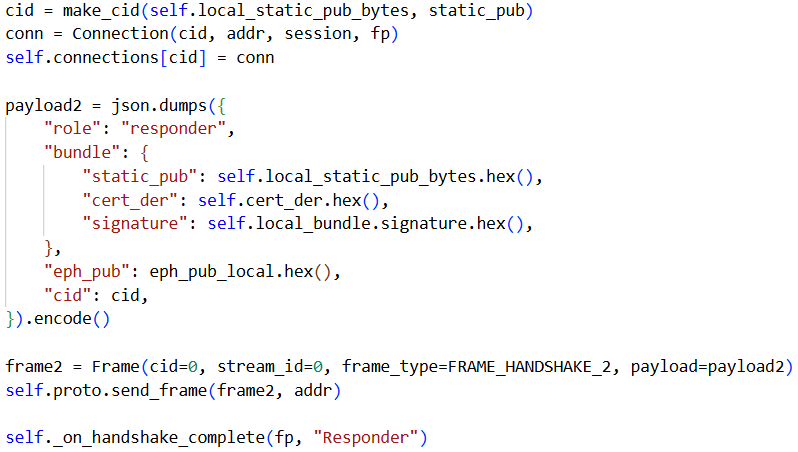 cid = make_cid(self.local_static_pub_bytes, static_pub)
conn = Connection(cid, addr, session, fp)
self.connections[cid] = conn

payload2 = json.dumps({
    "role": "responder",
    "bundle": {
        "static_pub": self.local_static_pub_bytes.hex(),
        "cert_der": self.cert_der.hex(),
        "signature": self.local_bundle.signature.hex(),
    },
    "eph_pub": eph_pub_local.hex(),
    "cid": cid,
}).encode()

frame2 = Frame(cid=0, stream_id=0, frame_type=FRAME_HANDSHAKE_2, payload=payload2)
self.proto.send_frame(frame2, addr)

self._on_handshake_complete(fp, "Responder")